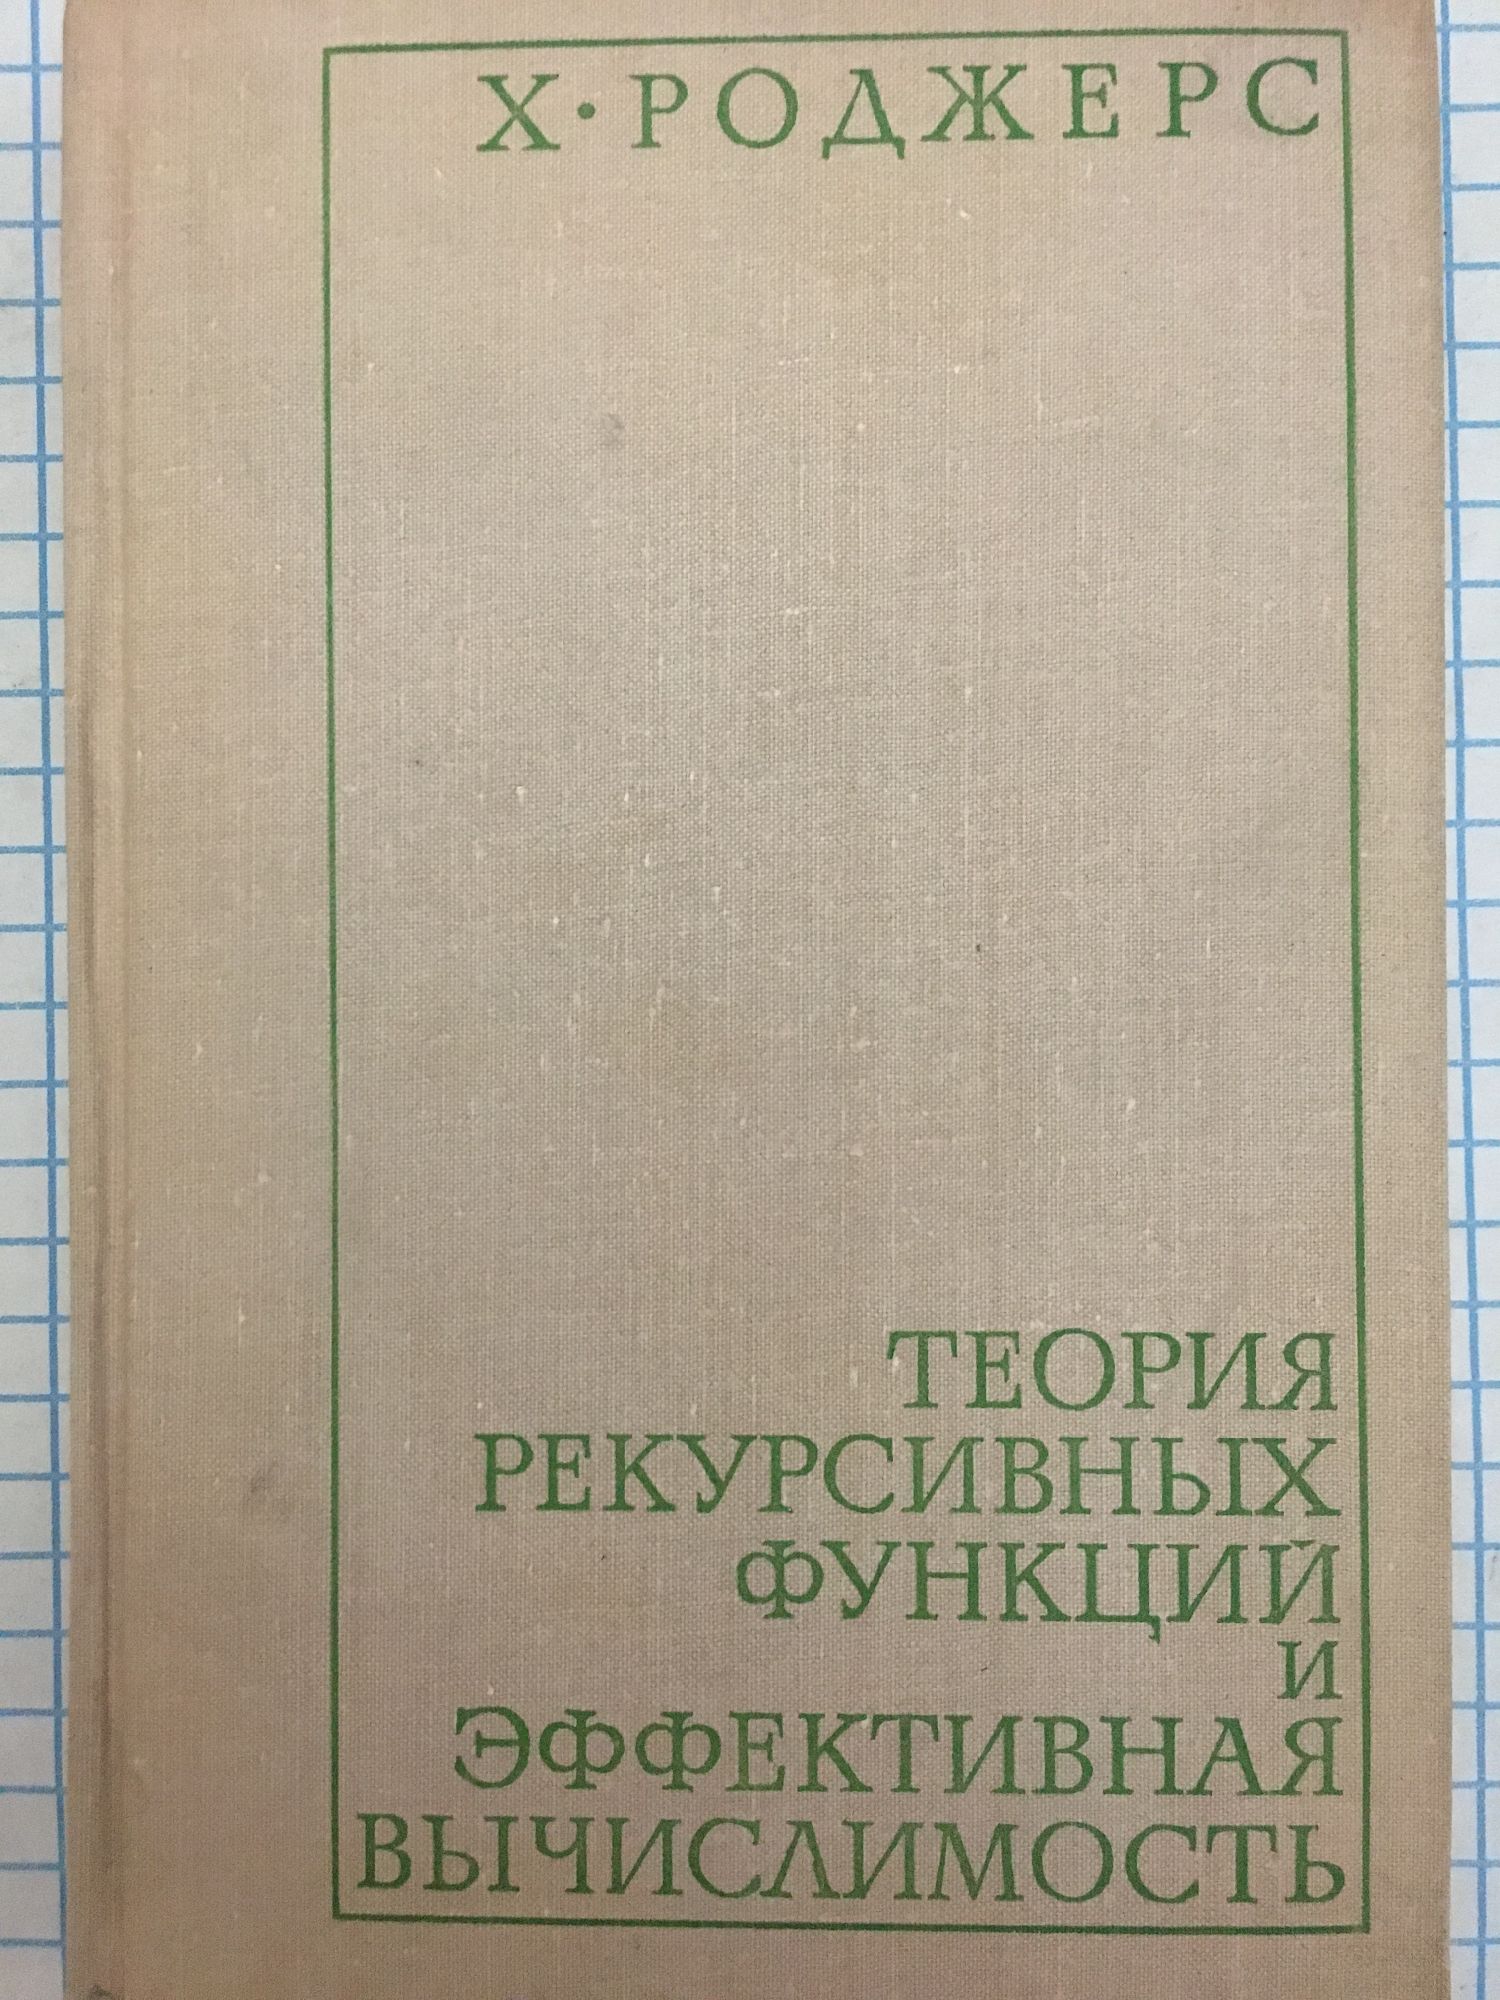 Х·РОДЖЕРС
ТЕОРИЯ
РЕКУРСИВНЫХ
ФУНКЦИЙ
И
ЭФФЕКТИВНАЯ
ВЫЧИСЛИМОСТЬ